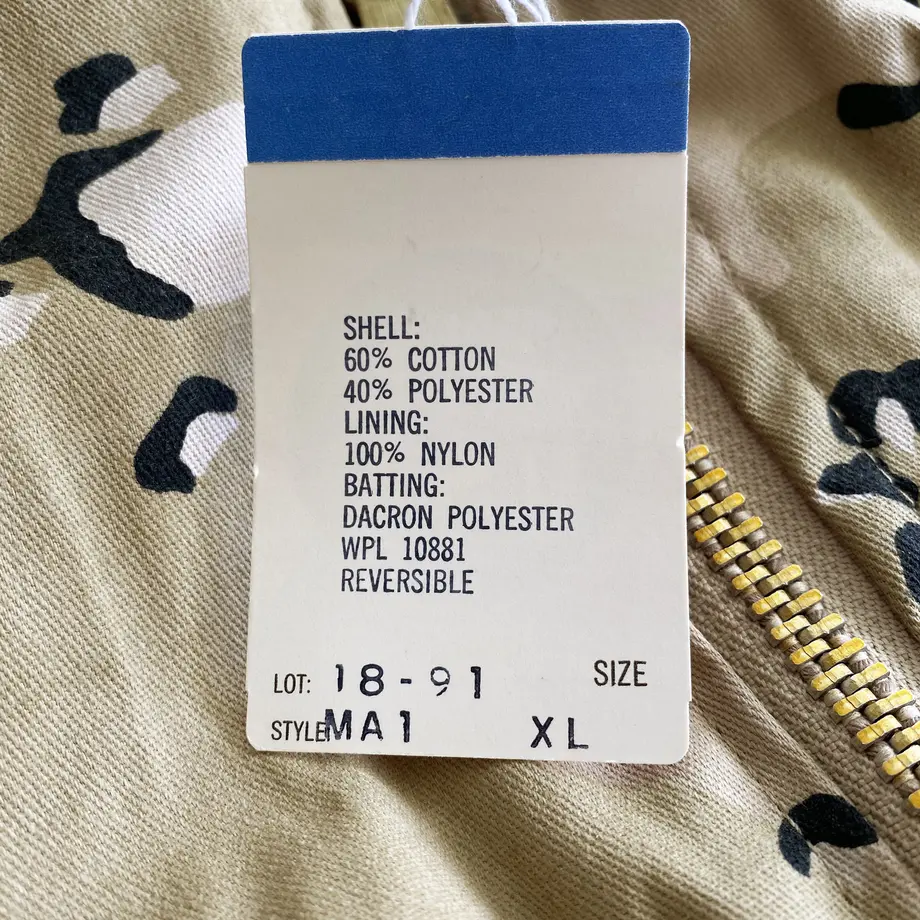 SHELL:
60% COTTON
40% POLYESTER
LINING:
100% NYLON
BATTING:
DACRON POLYESTER
WPL 10881
REVERSIBLE
LOT: 18-91 SIZE
STYLE MA1 XL